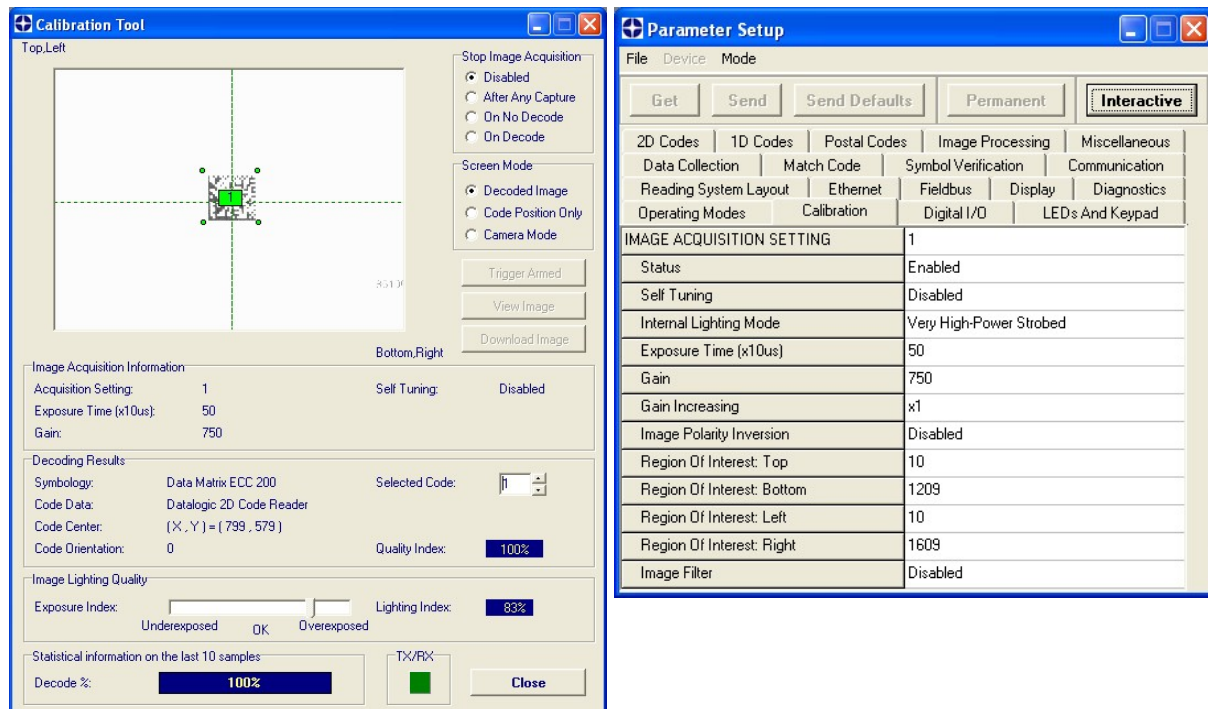 Calibration Tool
Top,Left
Stop Image Acquisition
Disabled
After Any Capture
On No Decode
On Decode
Screen Mode
Decoded Image
Code Position Only
Camera Mode
1
Trigger Armed
View Image
Download Image
Bottom,Right
Image Acquisition Information
Acquisition Setting: 1 Self Tuning: Disabled
Exposure Time (x10us): 50
Gain: 750
Decoding Results
Symbology: Data Matrix ECC 200 Selected Code: 1
Code Data: Datalogic 2D Code Reader
Code Center: ( X , Y ) = ( 799 , 579 )
Code Orientation: 0 Quality Index: 100%
Image Lighting Quality
Exposure Index: Lighting Index: 83%
Underexposed OK Overexposed
Statistical information on the last 10 samples
TX/RX
Decode %: 100%
Close
Parameter Setup
File Device Mode
Get Send Send Defaults Permanent Interactive
2D Codes 1D Codes Postal Codes Image Processing Miscellaneous
Data Collection Match Code Symbol Verification Communication
Reading System Layout Ethernet Fieldbus Display Diagnostics
Operating Modes Calibration Digital I/O LEDs And Keypad
IMAGE ACQUISITION SETTING 1
Status Enabled
Self Tuning Disabled
Internal Lighting Mode Very High-Power Strobed
Exposure Time (x10us) 50
Gain 750
Gain Increasing x1
Image Polarity Inversion Disabled
Region Of Interest: Top 10
Region Of Interest: Bottom 1209
Region Of Interest: Left 10
Region Of Interest: Right 1609
Image Filter Disabled